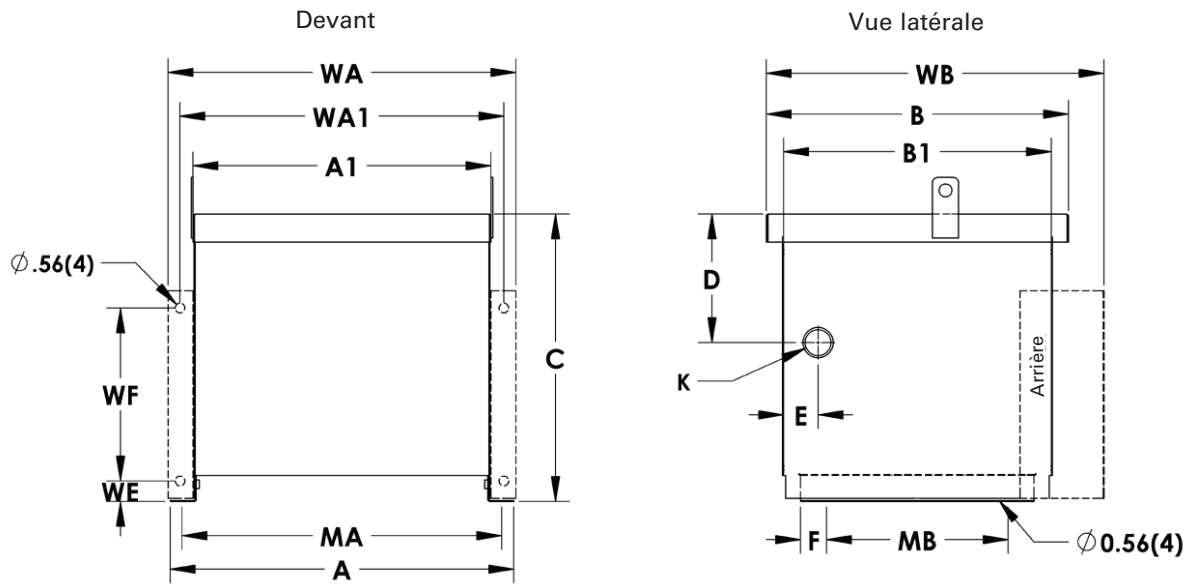 Devant
WA
WA1
A1
∅.56(4)
WF
WE
C
MA
A
Vue latérale
WB
B
B1
D
K
E
Arrière
F
MB
∅0.56(4)